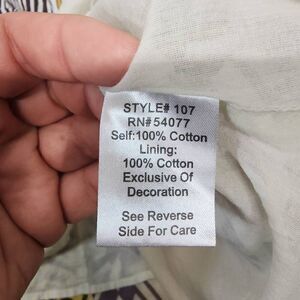 STYLE# 107
RN#54077
Self:100% Cotton
Lining:
100% Cotton
Exclusive Of
Decoration
See Reverse
Side For Care